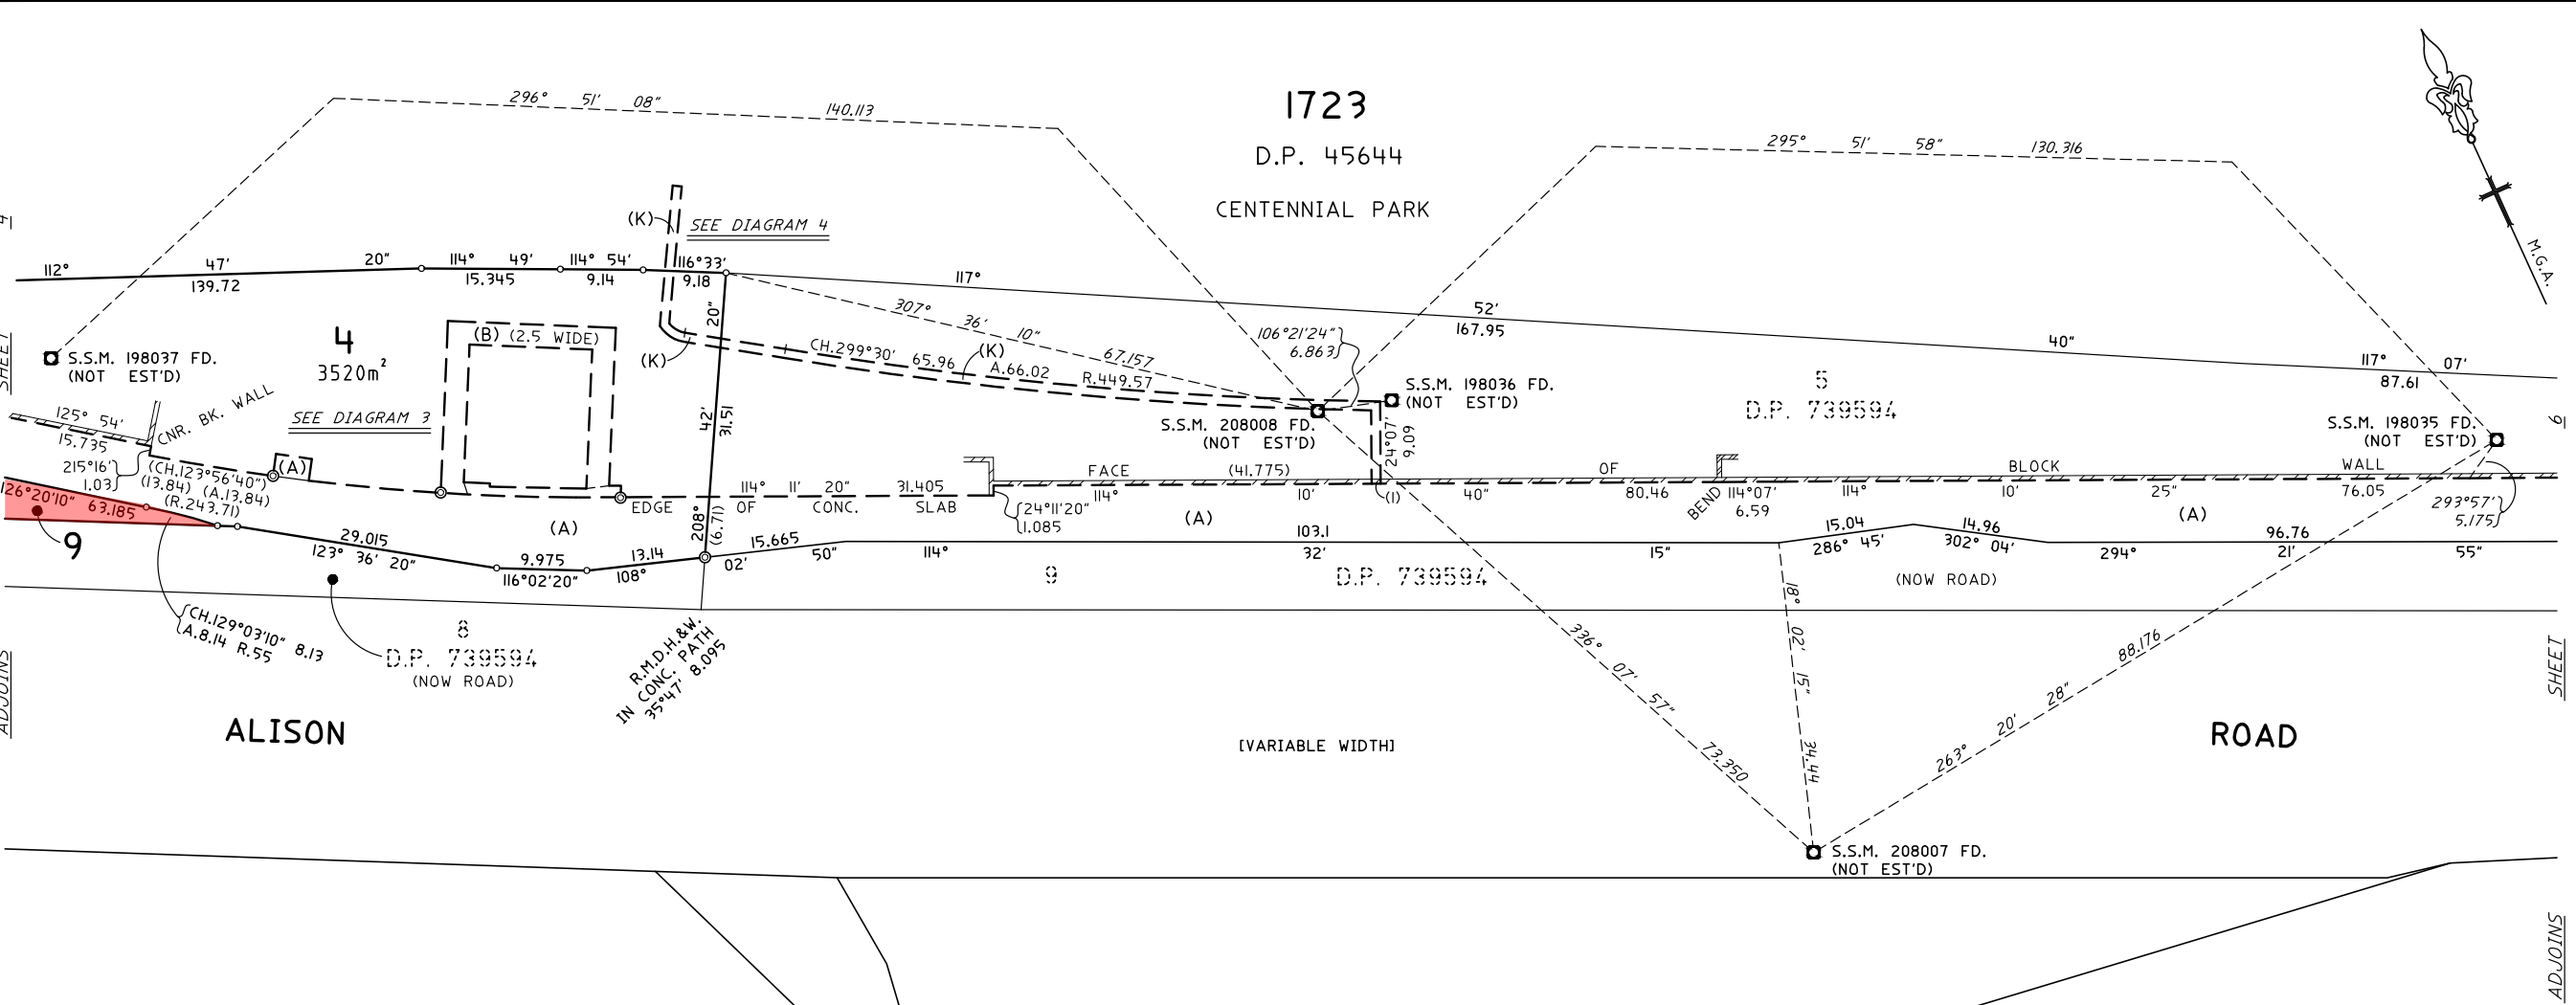 1723
D.P. 45644
CENTENNIAL PARK
296° 51' 08" 140.113
295° 51' 58" 130.316
M.G.A.
(K)
SEE DIAGRAM 4
112° 47' 20"
139.72
114° 49'
15.345
114° 54'
9.14
116°33'
9.18
117° 52' 40"
167.95
117° 07'
87.61
307° 36' 10" 67.157
4
3520m²
(B) (2.5 WIDE)
S.S.M. 198037 FD.
(NOT EST'D)
SEE DIAGRAM 3
CNR. BK. WALL
125° 54'
15.735
215°16'
1.03
(CH.123°56'40")
(13.84) (A.13.84)
(R.243.71)
(A)
208° 42' 20"
31.51
(6.71)
(K)
CH.299°30' 65.96 A.66.02 R.449.57
(K)
106°21'24"
6.863
S.S.M. 198036 FD.
(NOT EST'D)
S.S.M. 208008 FD.
(NOT EST'D)
24°07'
9.09
5
D.P. 739594
S.S.M. 198035 FD.
(NOT EST'D)
293°57'
5.175
EDGE OF CONC. SLAB
114° 11' 20" 31.405
24°11'20"
1.085
FACE (41.775) OF BLOCK WALL
114° 10' 40" 80.46
(1)
BEND
114°07'
6.59
114° 10' 25" 76.05
(A)
(A)
(A)
126°20'10" 63.185
9
29.015
123° 36' 20"
9.975
116°02'20"
13.14
108° 02' 50"
15.665
103.1
114° 32' 15"
15.04
286° 45'
14.96
302° 04'
96.76
294° 21' 55"
CH.129°03'10" 8.13
A.8.14 R.55
8
D.P. 739594
(NOW ROAD)
R.M.D.H.&W.
IN CONC. PATH
35°47' 8.095
9
D.P. 739594
(NOW ROAD)
18° 02' 15" 34.44
336° 07' 57" 73.350
263° 20' 28" 88.176
ALISON
[VARIABLE WIDTH]
ROAD
S.S.M. 208007 FD.
(NOT EST'D)
ADJOINS SHEET 4
ADJOINS SHEET 6